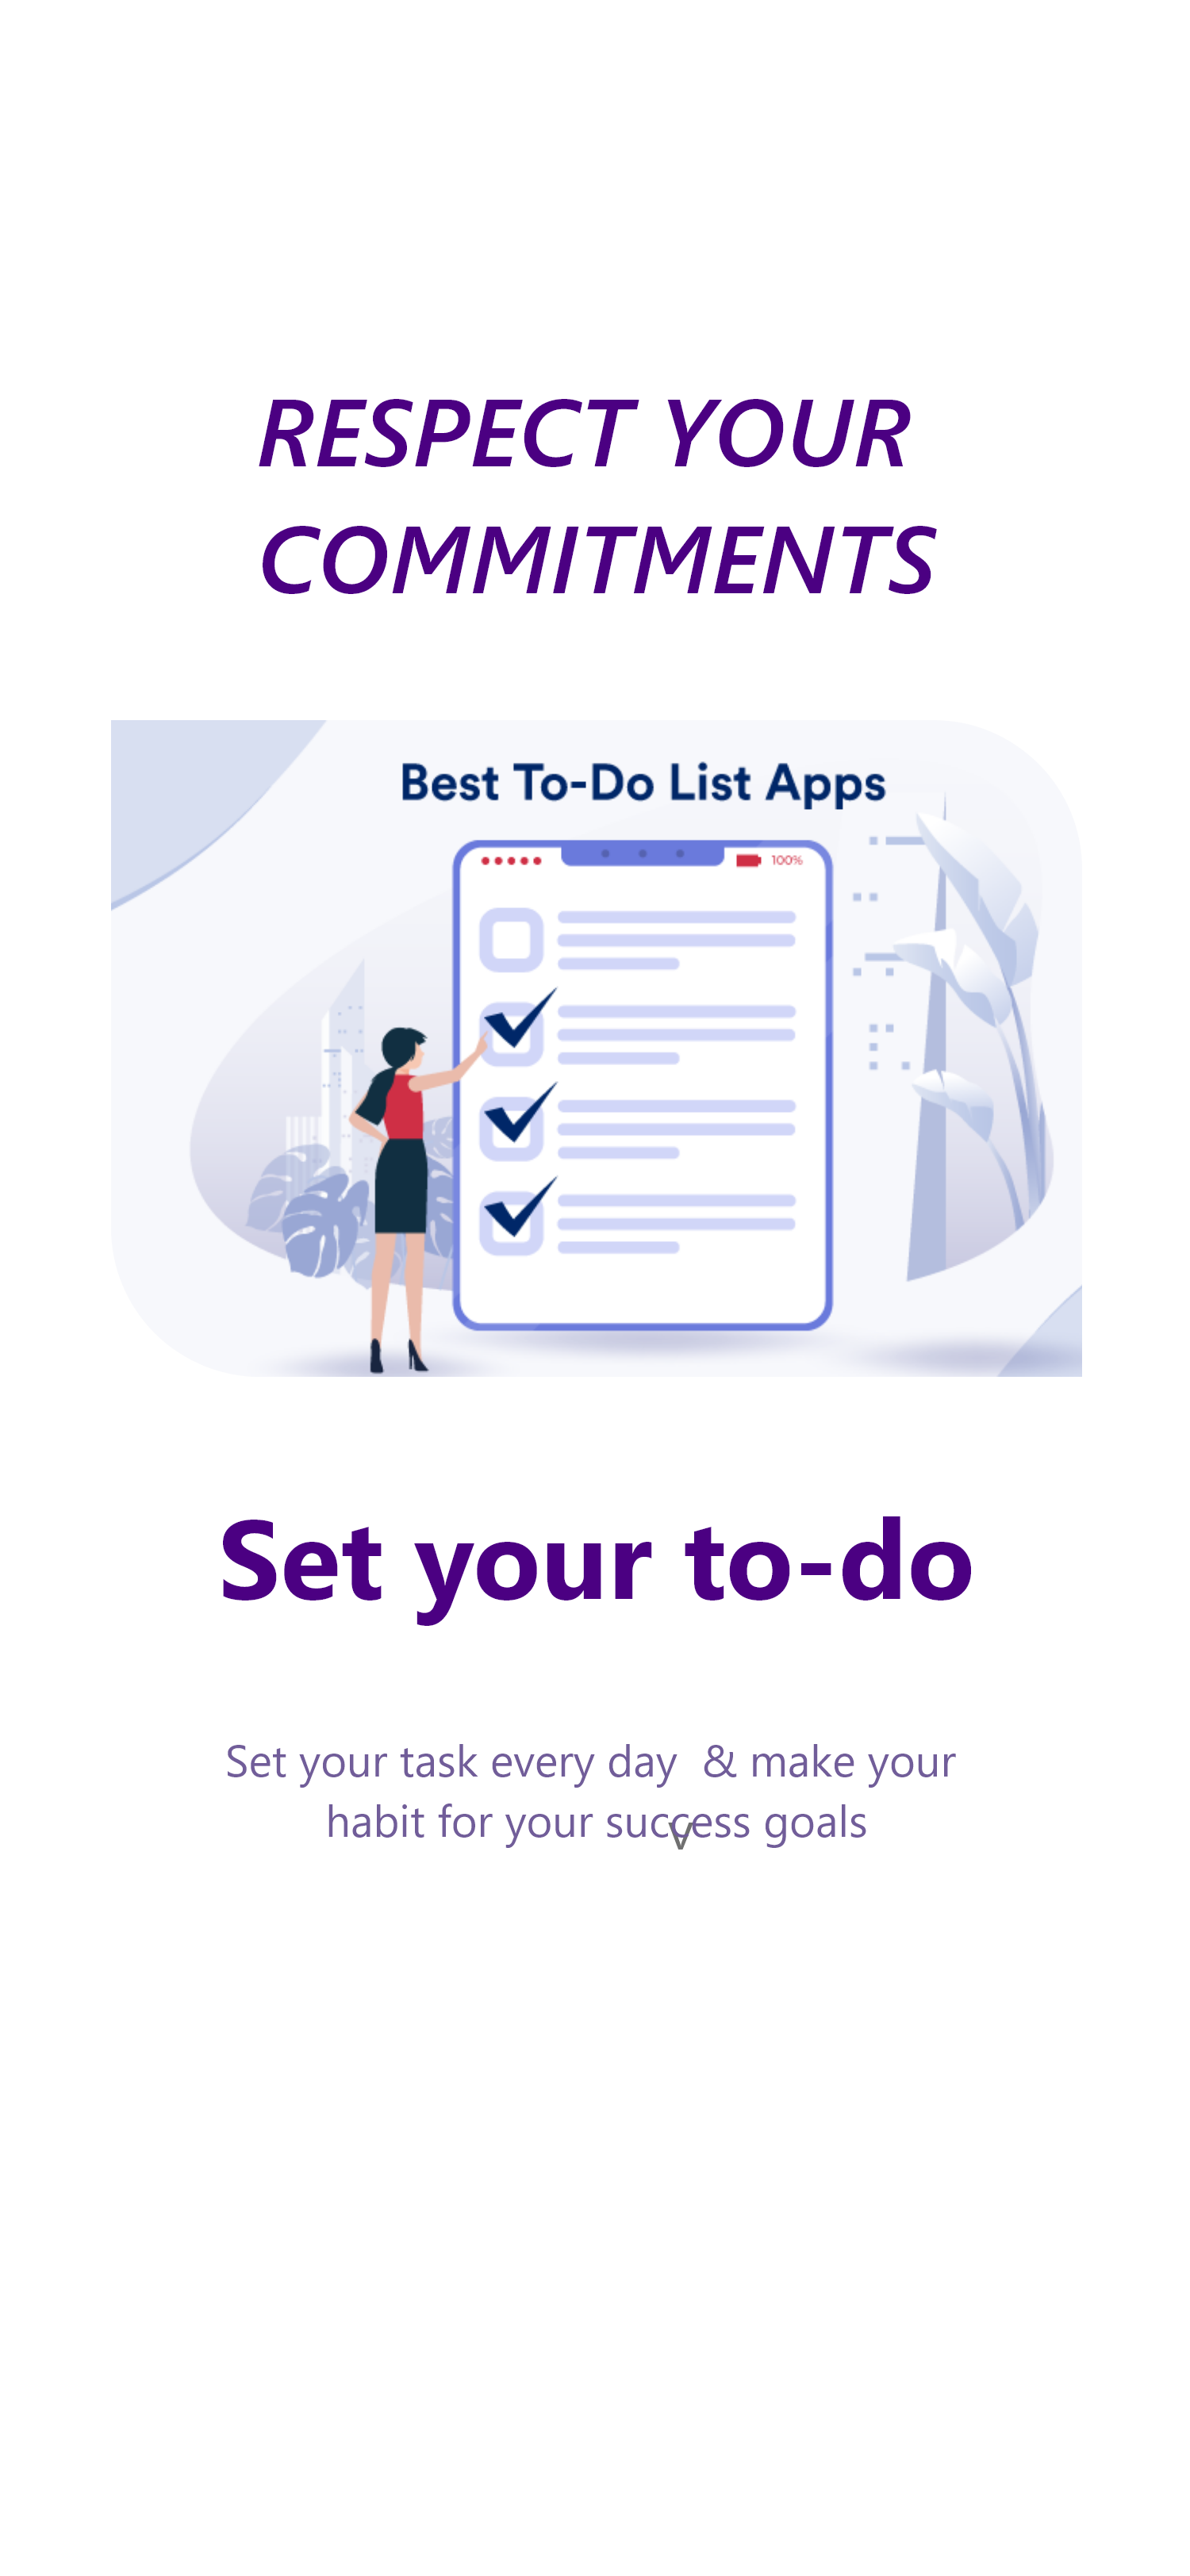 RESPECT YOUR
COMMITMENTS
Best To-Do List Apps
100%
Set your to-do
Set your task every day  & make your
habit for your success goals
v